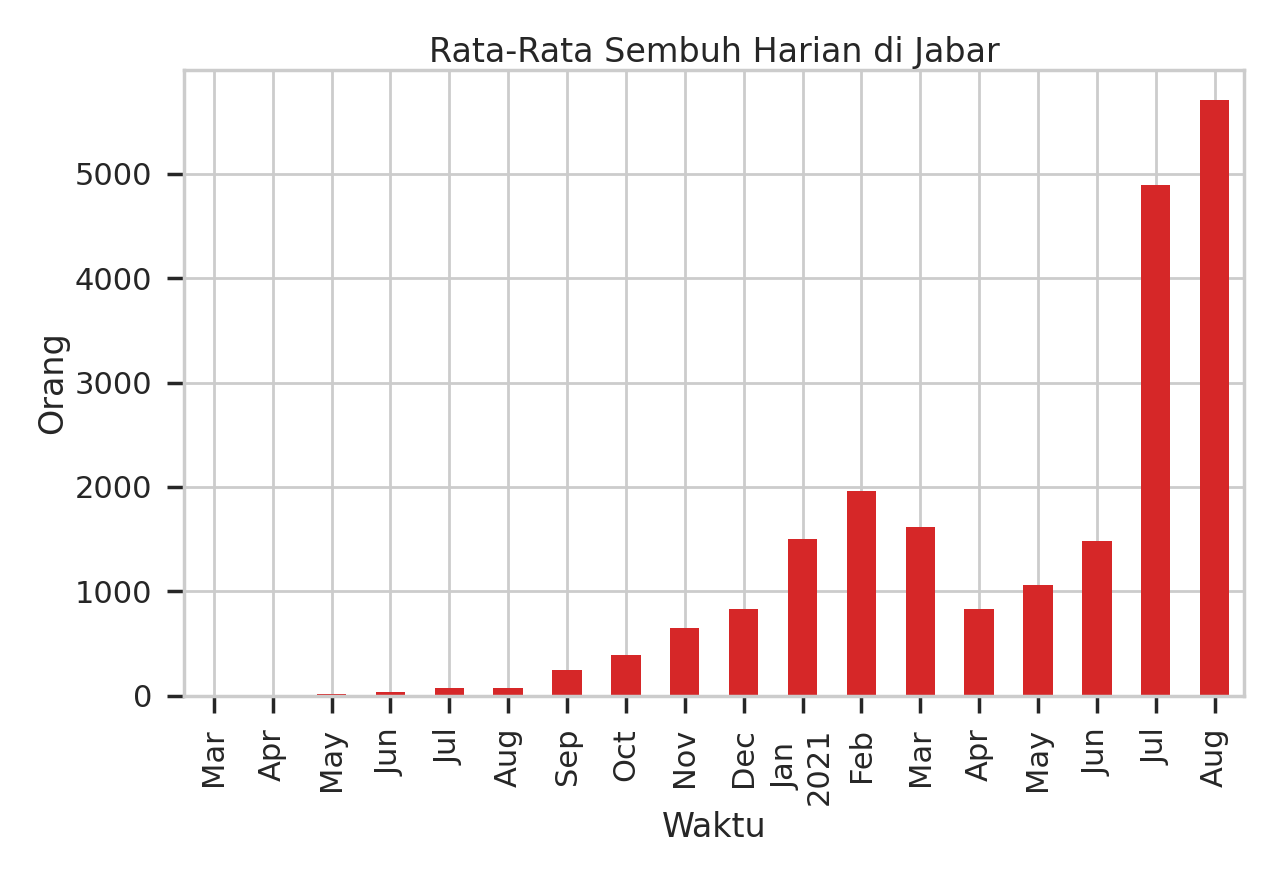 Rata-Rata Sembuh Harian di Jabar
5000
4000
3000
2000
1000
0
Orang
Mar
Apr
May
Jun
Jul
Aug
Sep
Oct
Nov
Dec
Jan
2021
Feb
Mar
Apr
May
Jun
Jul
Aug
Waktu